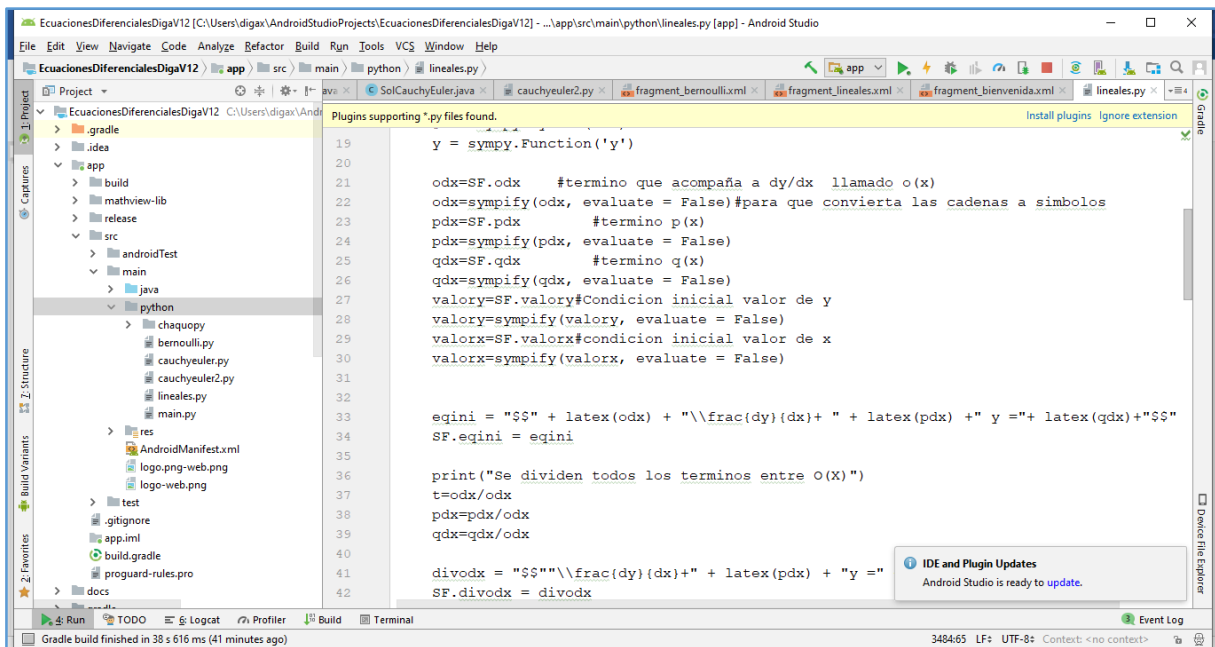 EcuacionesDiferencialesDigaV12 [C:\Users\digax\AndroidStudioProjects\EcuacionesDiferencialesDigaV12] - ...\app\src\main\python\lineales.py [app] - Android Studio
File Edit View Navigate Code Analyze Refactor Build Run Tools VCS Window Help
EcuacionesDiferencialesDigaV12 app src main python lineales.py
app
Project
ava SolCauchyEuler.java cauchyeuler2.py fragment_bernoulli.xml fragment_lineales.xml fragment_bienvenida.xml lineales.py 4
Plugins supporting *.py files found. Install plugins Ignore extension
EcuacionesDiferencialesDigaV12 C:\Users\digax\Andr
.gradle
.idea
app
build
mathview-lib
release
src
androidTest
main
java
python
chaquopy
bernoulli.py
cauchyeuler.py
cauchyeuler2.py
lineales.py
main.py
res
AndroidManifest.xml
logo.png-web.png
logo-web.png
test
.gitignore
app.iml
build.gradle
proguard-rules.pro
docs
1: Project
Captures
7: Structure
Build Variants
2: Favorites
19 y = sympy.Function('y')
20
21 odx=SF.odx #termino que acompaña a dy/dx llamado o(x)
22 odx=sympify(odx, evaluate = False)#para que convierta las cadenas a simbolos
23 pdx=SF.pdx #termino p(x)
24 pdx=sympify(pdx, evaluate = False)
25 qdx=SF.qdx #termino q(x)
26 qdx=sympify(qdx, evaluate = False)
27 valory=SF.valory#Condicion inicial valor de y
28 valory=sympify(valory, evaluate = False)
29 valorx=SF.valorx#condicion inicial valor de x
30 valorx=sympify(valorx, evaluate = False)
31
32
33 eqini = "$$" + latex(odx) + "\\frac{dy}{dx}+ " + latex(pdx) +" y ="+ latex(qdx)+"$$"
34 SF.eqini = eqini
35
36 print("Se dividen todos los terminos entre O(X)")
37 t=odx/odx
38 pdx=pdx/odx
39 qdx=qdx/odx
40
41 divodx = "$$""\\frac{dy}{dx}+" + latex(pdx) + "y ="
42 SF.divodx = divodx
Gradle
Device File Explorer
IDE and Plugin Updates
Android Studio is ready to update.
4: Run TODO 6: Logcat Profiler Build Terminal 3 Event Log
Gradle build finished in 38 s 616 ms (41 minutes ago) 3484:65 LF UTF-8 Context: <no context>